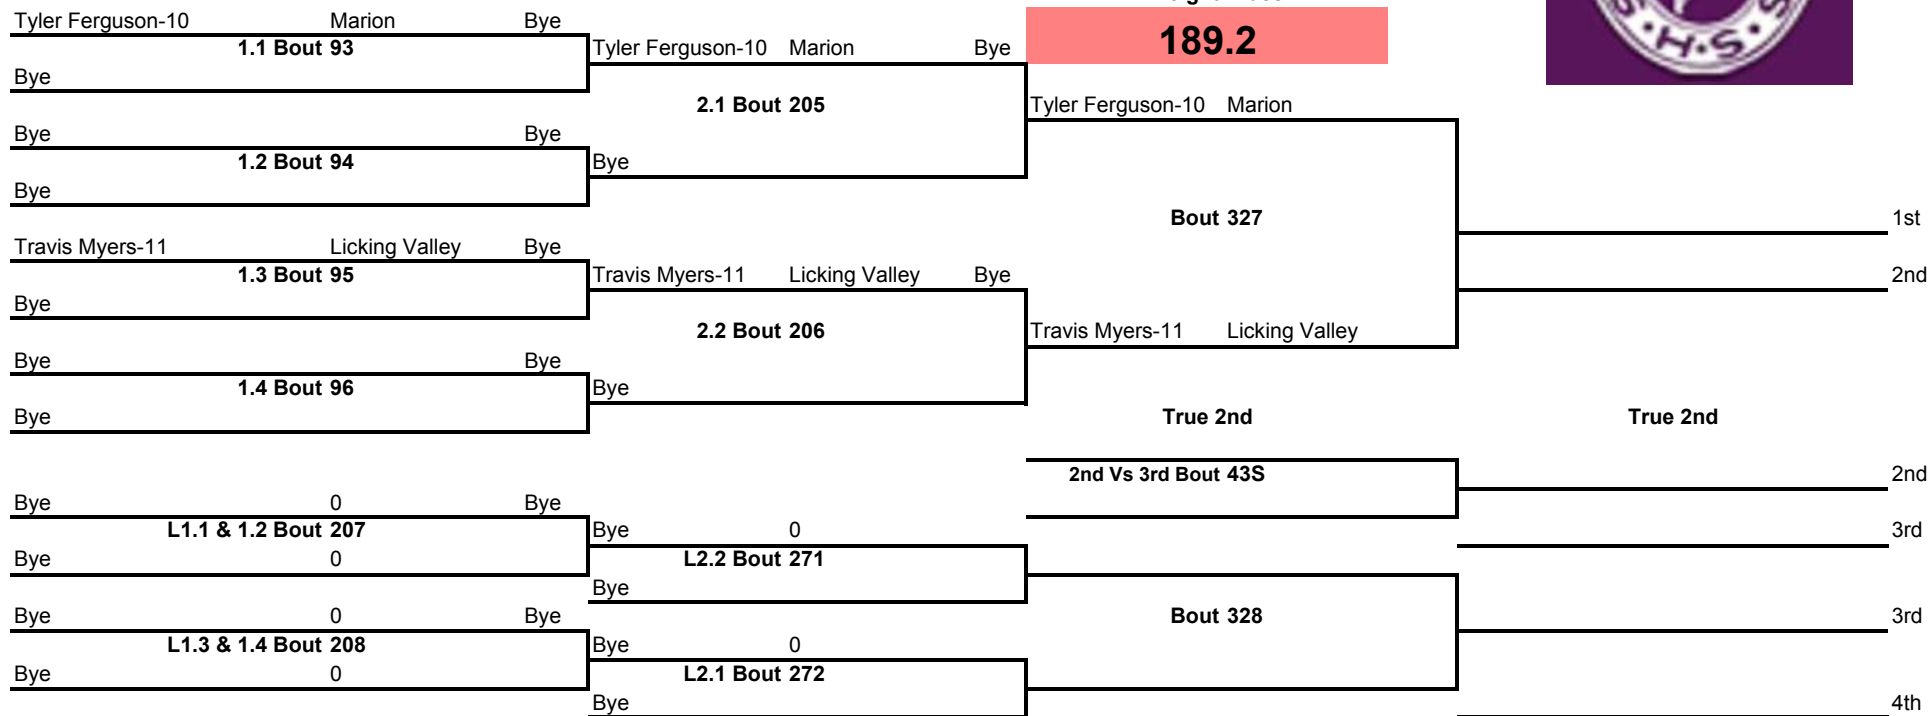 Tyler Ferguson-10 Marion Bye
189.2
H·S
1.1 Bout 93
Tyler Ferguson-10 Marion Bye
Bye
2.1 Bout 205
Tyler Ferguson-10 Marion
Bye Bye
1.2 Bout 94
Bye
Bye
Bout 327
1st
Travis Myers-11 Licking Valley Bye
1.3 Bout 95
Travis Myers-11 Licking Valley Bye
2nd
Bye
2.2 Bout 206
Travis Myers-11 Licking Valley
Bye Bye
1.4 Bout 96
Bye
Bye
True 2nd
True 2nd
2nd Vs 3rd Bout 43S
2nd
Bye 0 Bye
L1.1 & 1.2 Bout 207
Bye 0
3rd
Bye 0
L2.2 Bout 271
Bye
Bye 0 Bye
Bout 328
3rd
L1.3 & 1.4 Bout 208
Bye 0
Bye 0
L2.1 Bout 272
Bye
4th